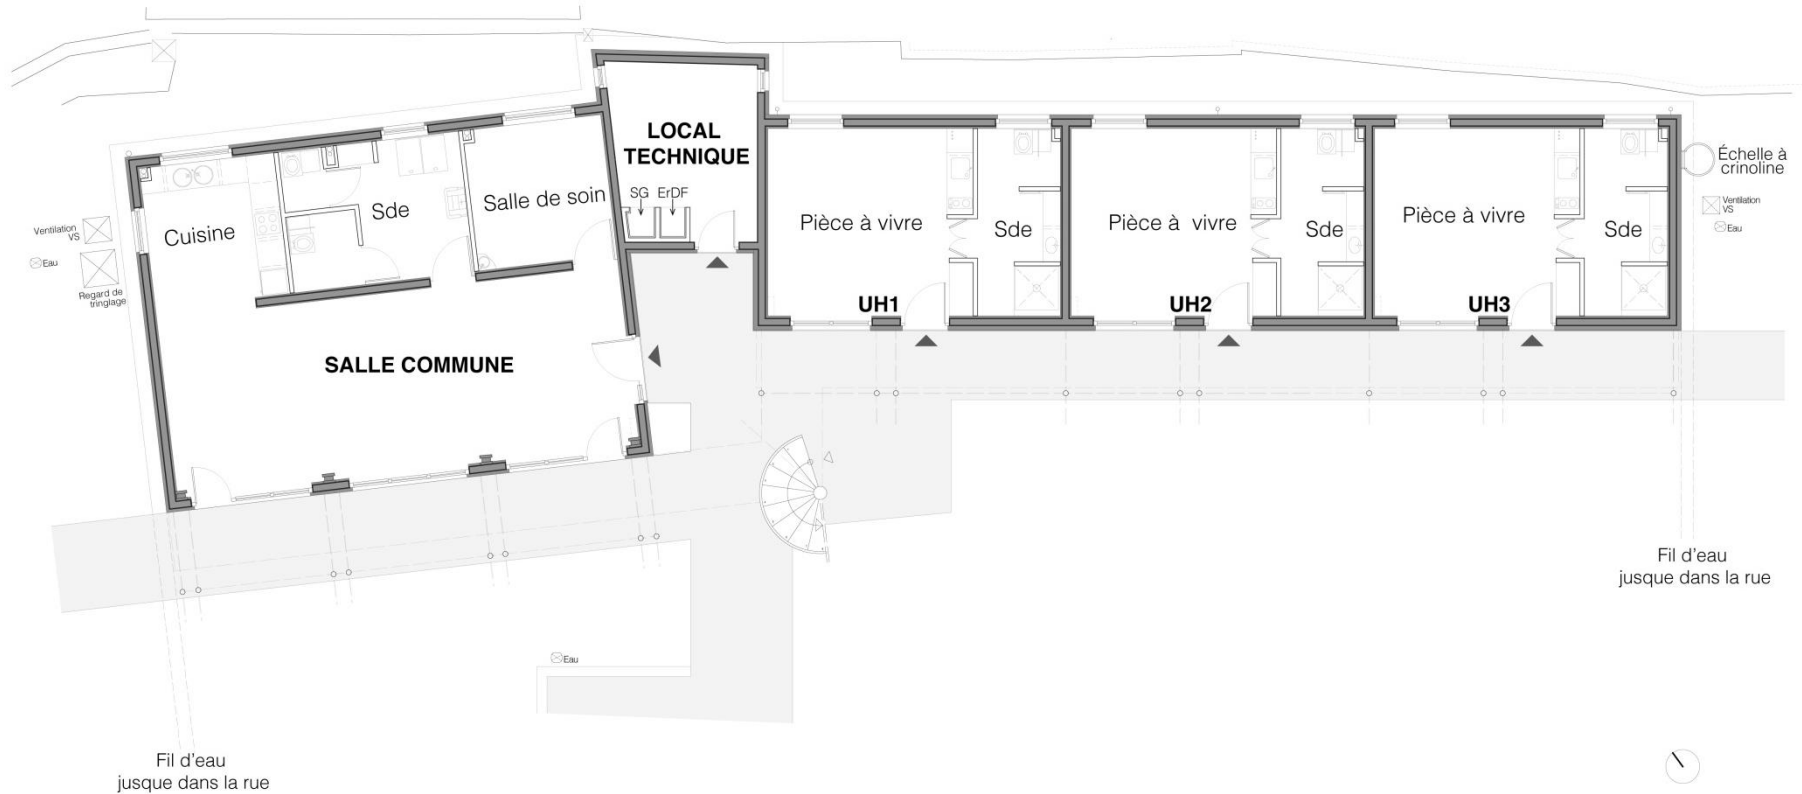 LOCAL
TECHNIQUE
SG ErDF
Salle de soin
Sde
Cuisine
Ventilation
VS
Eau
Regard de
tringlage
SALLE COMMUNE
Pièce à vivre
Sde
UH1
Pièce à vivre
Sde
UH2
Pièce à vivre
Sde
UH3
Échelle à
crinoline
Ventilation
VS
Eau
Eau
Fil d'eau
jusque dans la rue
Fil d'eau
jusque dans la rue